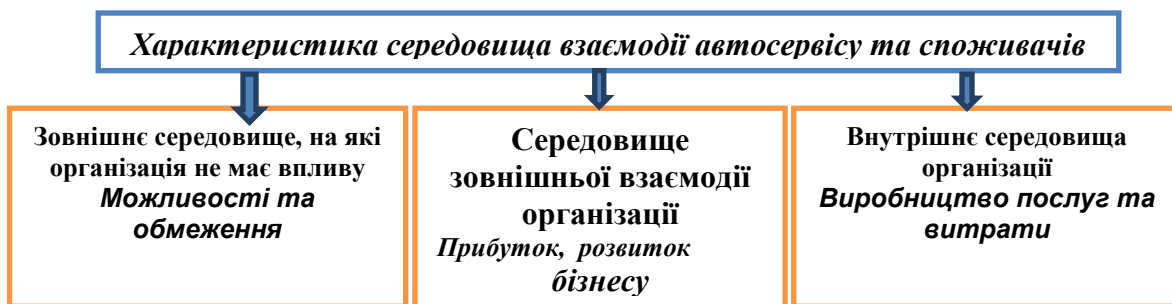 Характеристика середовища взаємодії автосервісу та споживачів
Зовнішнє середовище, на які
організація не має впливу
Можливості та
обмеження
Середовище
зовнішньої взаємодії
організації
Прибуток, розвиток
бізнесу
Внутрішнє середовища
організації
Виробництво послуг та
витрати